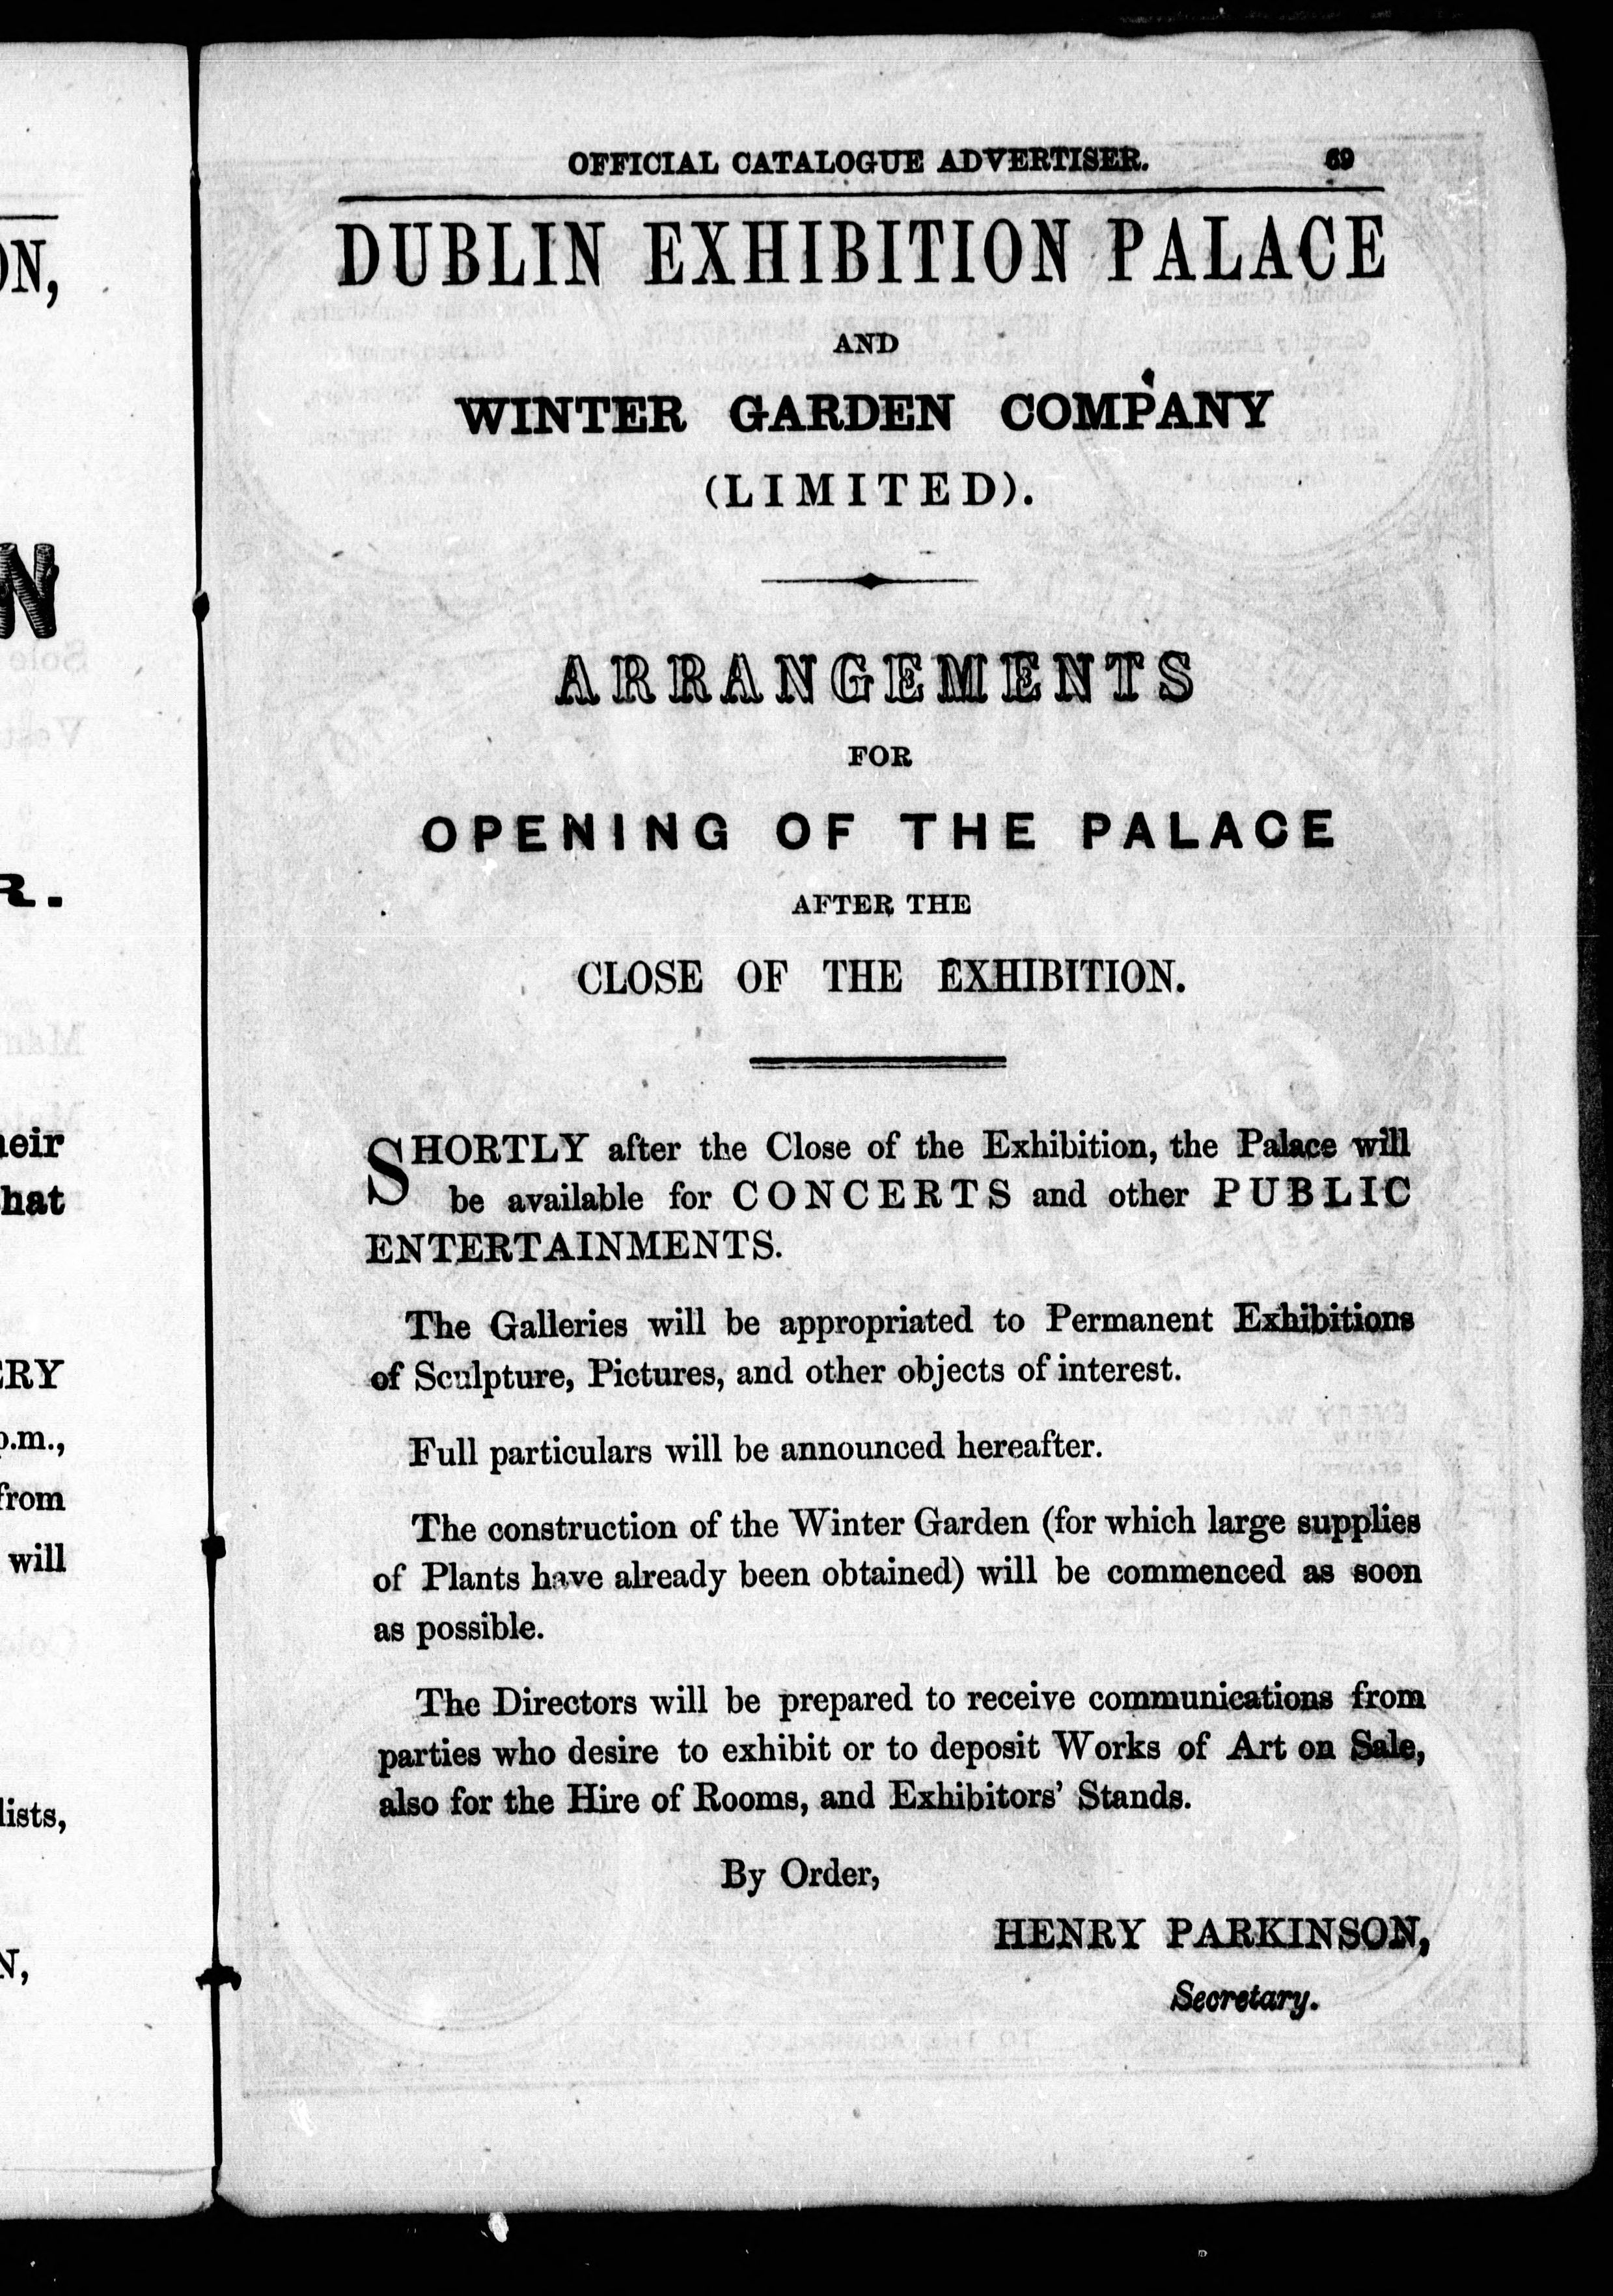 OFFICIAL CATALOGUE ADVERTISER. 69
DUBLIN EXHIBITION PALACE
AND
WINTER GARDEN COMPANY
(LIMITED).
ARRANGEMENTS
FOR
OPENING OF THE PALACE
AFTER THE
CLOSE OF THE EXHIBITION.
SHORTLY after the Close of the Exhibition, the Palace will
be available for CONCERTS and other PUBLIC
ENTERTAINMENTS.
The Galleries will be appropriated to Permanent Exhibitions
of Sculpture, Pictures, and other objects of interest.
Full particulars will be announced hereafter.
The construction of the Winter Garden (for which large supplies
of Plants have already been obtained) will be commenced as soon
as possible.
The Directors will be prepared to receive communications from
parties who desire to exhibit or to deposit Works of Art on Sale,
also for the Hire of Rooms, and Exhibitors' Stands.
By Order,
HENRY PARKINSON,
Secretary.